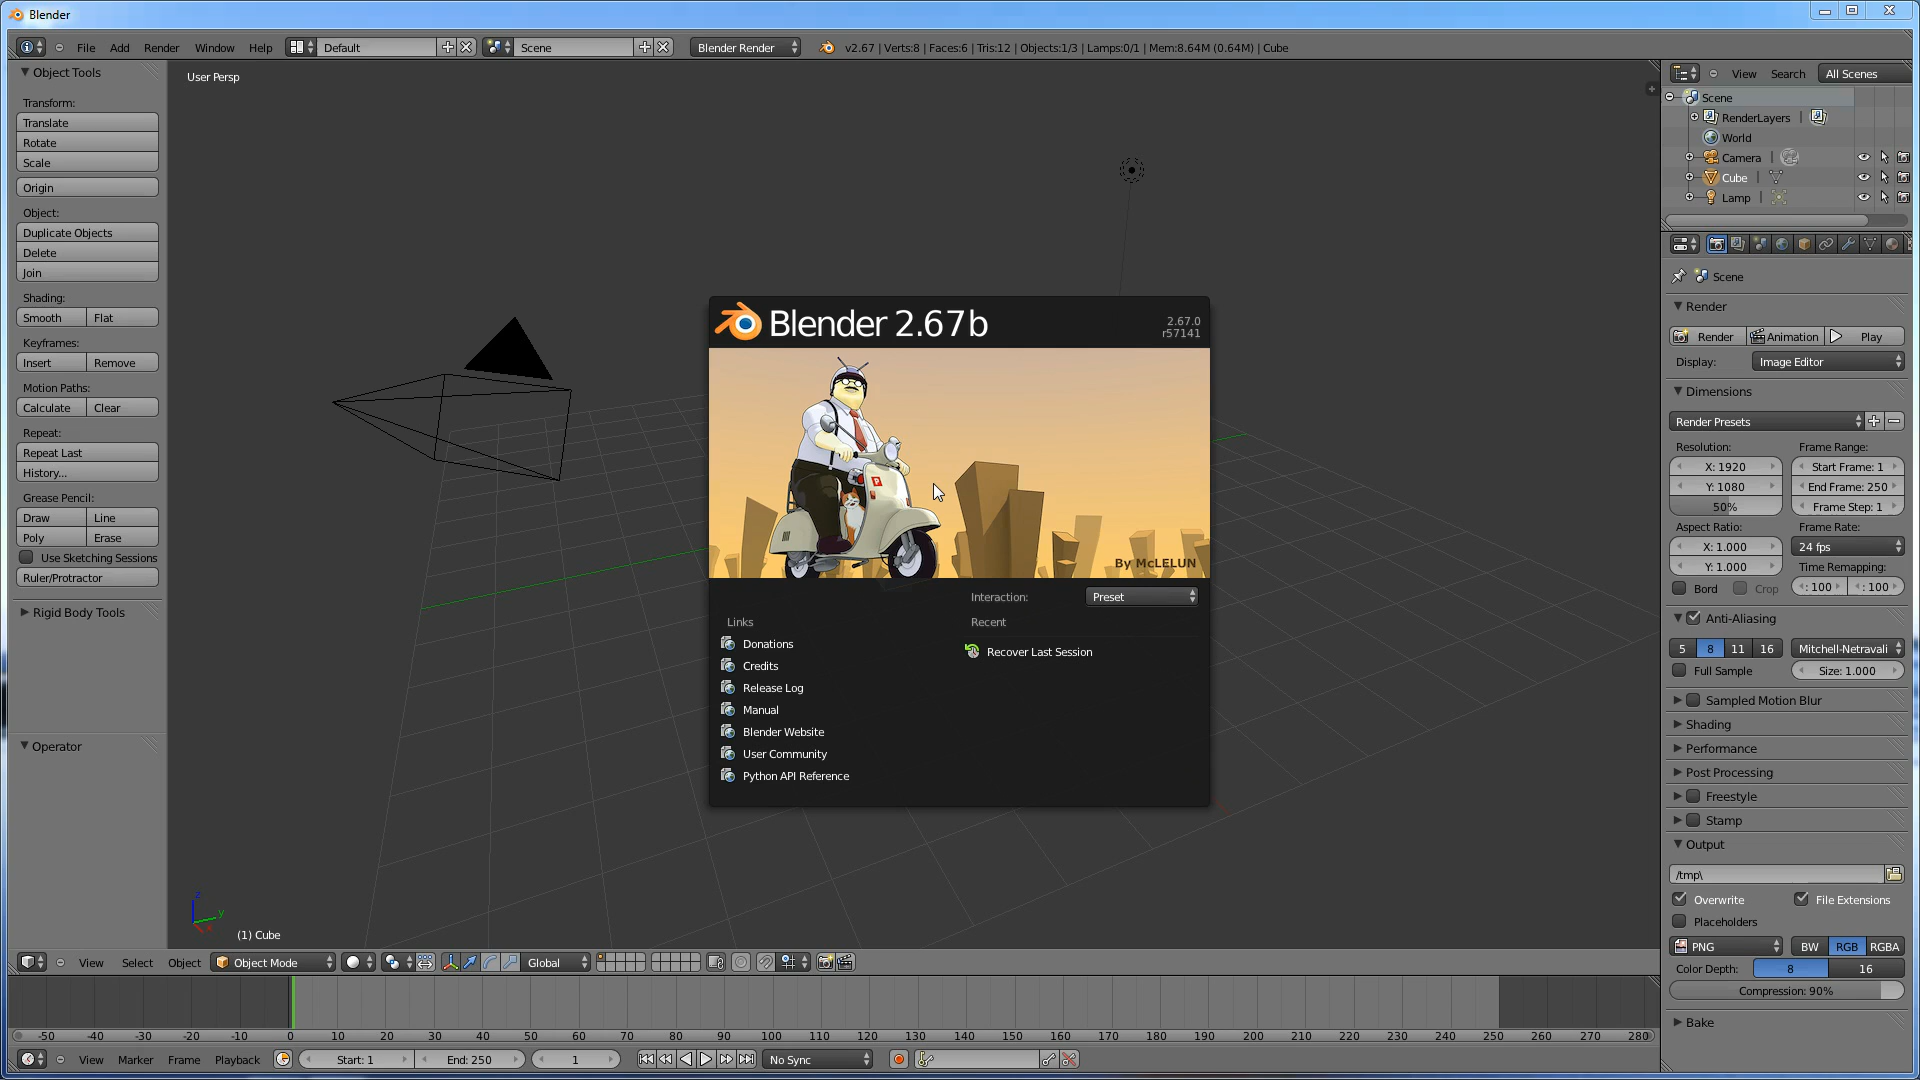 Blender
File Add Render Window Help Default Scene Blender Render v2.67 | Verts:8 | Faces:6 | Tris:12 | Objects:1/3 | Lamps:0/1 | Mem:8.64M (0.64M) | Cube
Object Tools
Transform:
Translate
Rotate
Scale
Origin
Object:
Duplicate Objects
Delete
Join
Shading:
Smooth Flat
Keyframes:
Insert Remove
Motion Paths:
Calculate Clear
Repeat:
Repeat Last
History...
Grease Pencil:
Draw Line
Poly Erase
Use Sketching Sessions
Ruler/Protractor
Rigid Body Tools
Operator
User Persp
Blender 2.67b
2.67.0
r57141
P
By McLELUN
Interaction: Preset
Links
Recent
Donations
Recover Last Session
Credits
Release Log
Manual
Blender Website
User Community
Python API Reference
z
y
x
(1) Cube
View Select Object Object Mode Global
-50 -40 -30 -20 -10 0 10 20 30 40 50 60 70 80 90 100 110 120 130 140 150 160 170 180 190 200 210 220 230 240 250 260 270 280
View Marker Frame Playback Start: 1 End: 250 1 No Sync
View Search All Scenes
Scene
RenderLayers |
World
Camera |
Cube |
Lamp |
Scene
Render
Render Animation Play
Display: Image Editor
Dimensions
Render Presets
Resolution: Frame Range:
X: 1920 Start Frame: 1
Y: 1080 End Frame: 250
50% Frame Step: 1
Aspect Ratio: Frame Rate:
X: 1.000 24 fps
Y: 1.000 Time Remapping:
Bord Crop : 100 : 100
Anti-Aliasing
5 8 11 16 Mitchell-Netravali
Full Sample Size: 1.000
Sampled Motion Blur
Shading
Performance
Post Processing
Freestyle
Stamp
Output
/tmp\
Overwrite File Extensions
Placeholders
PNG BW RGB RGBA
Color Depth: 8 16
Compression: 90%
Bake